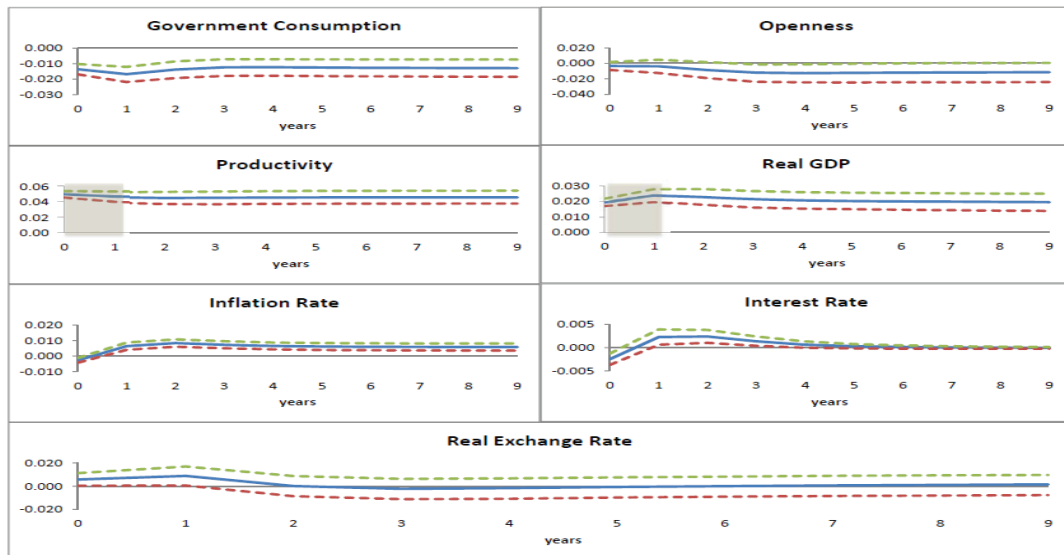 Government Consumption
0.000
-0.010
-0.020
-0.030
0 1 2 3 4 5 6 7 8 9
years
Openness
0.020
0.000
-0.020
-0.040
0 1 2 3 4 5 6 7 8 9
years
Productivity
0.06
0.04
0.02
0.00
0 1 2 3 4 5 6 7 8 9
Real GDP
0.030
0.020
0.010
0.000
0 1 2 3 4 5 6 7 8 9
Inflation Rate
0.020
0.010
0.000
-0.010
0 1 2 3 4 5 6 7 8 9
years
Interest Rate
0.005
0.000
-0.005
0 1 2 3 4 5 6 7 8 9
years
Real Exchange Rate
0.020
0.000
-0.020
0 1 2 3 4 5 6 7 8 9
years